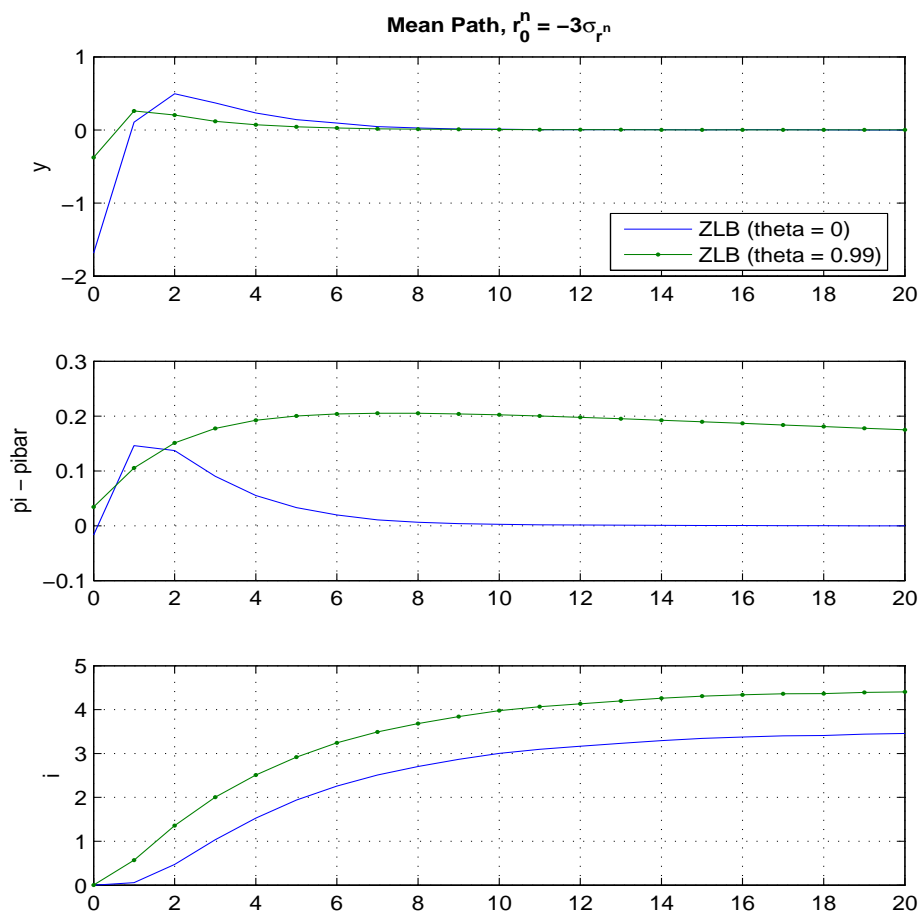 Mean Path, r₀ⁿ = −3σ_rⁿ
1
0
−1
−2
y
ZLB (theta = 0)
ZLB (theta = 0.99)
0 2 4 6 8 10 12 14 16 18 20
0.3
0.2
0.1
0
−0.1
pi − pibar
0 2 4 6 8 10 12 14 16 18 20
5
4
3
2
1
0
i
0 2 4 6 8 10 12 14 16 18 20